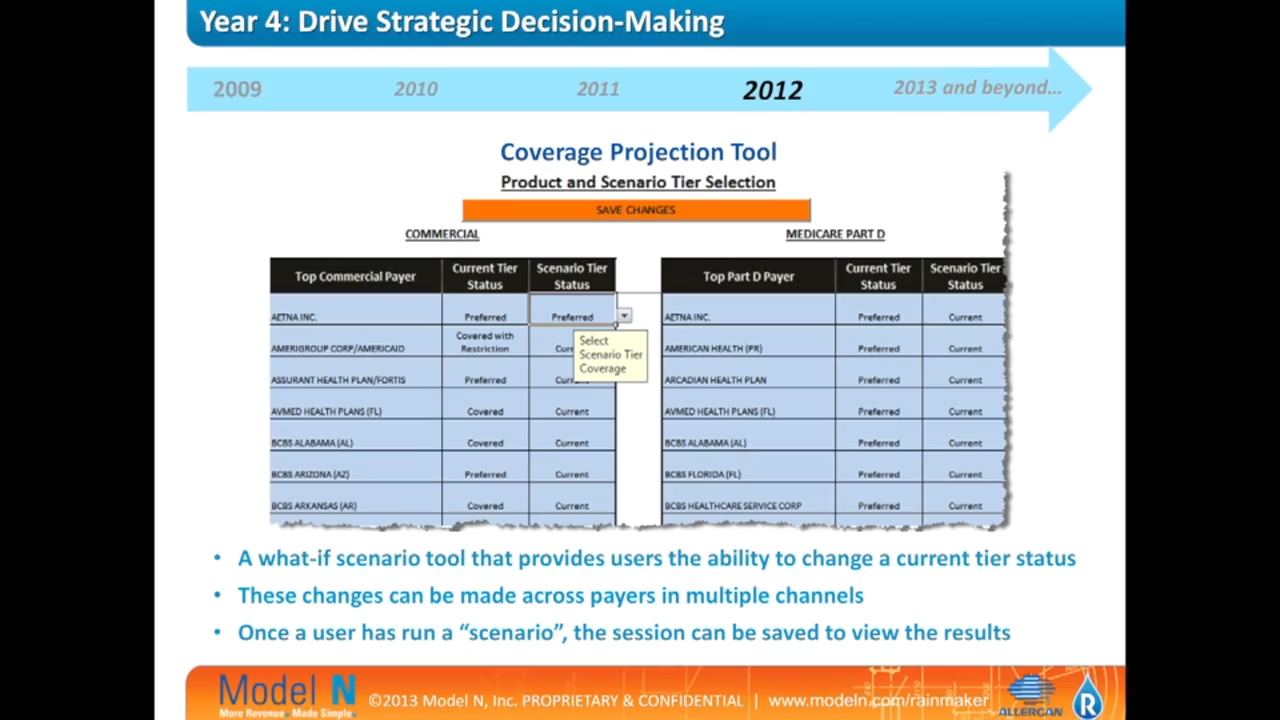 Year 4: Drive Strategic Decision-Making
2009 2010 2011 2012 2013 and beyond...
Coverage Projection Tool
Product and Scenario Tier Selection
SAVE CHANGES
COMMERCIAL MEDICARE PART D
Top Commercial Payer Current Tier Status Scenario Tier Status Top Part D Payer Current Tier Status Scenario Tier Status
AETNA INC. Preferred Preferred AETNA INC. Preferred Current
AMERIGROUP CORP/AMERICAID Covered with Restriction Curr AMERICAN HEALTH (PR) Preferred Current
Select
Scenario Tier
Coverage
ASSURANT HEALTH PLAN/FORTIS Preferred Current ARCADIAN HEALTH PLAN Preferred Current
AVMED HEALTH PLANS (FL) Covered Current AVMED HEALTH PLANS (FL) Preferred Current
BCBS ALABAMA (AL) Covered Current BCBS ALABAMA (AL) Preferred Current
BCBS ARIZONA (AZ) Preferred Current BCBS FLORIDA (FL) Preferred Current
BCBS ARKANSAS (AR) Covered Current BCBS HEALTHCARE SERVICE CORP Preferred Current
• A what-if scenario tool that provides users the ability to change a current tier status
• These changes can be made across payers in multiple channels
• Once a user has run a “scenario”, the session can be saved to view the results
Model N
More Revenue. Made Simple.
©2013 Model N, Inc. PROPRIETARY & CONFIDENTIAL | www.modeln.com/rainmaker
ALLERGAN
R